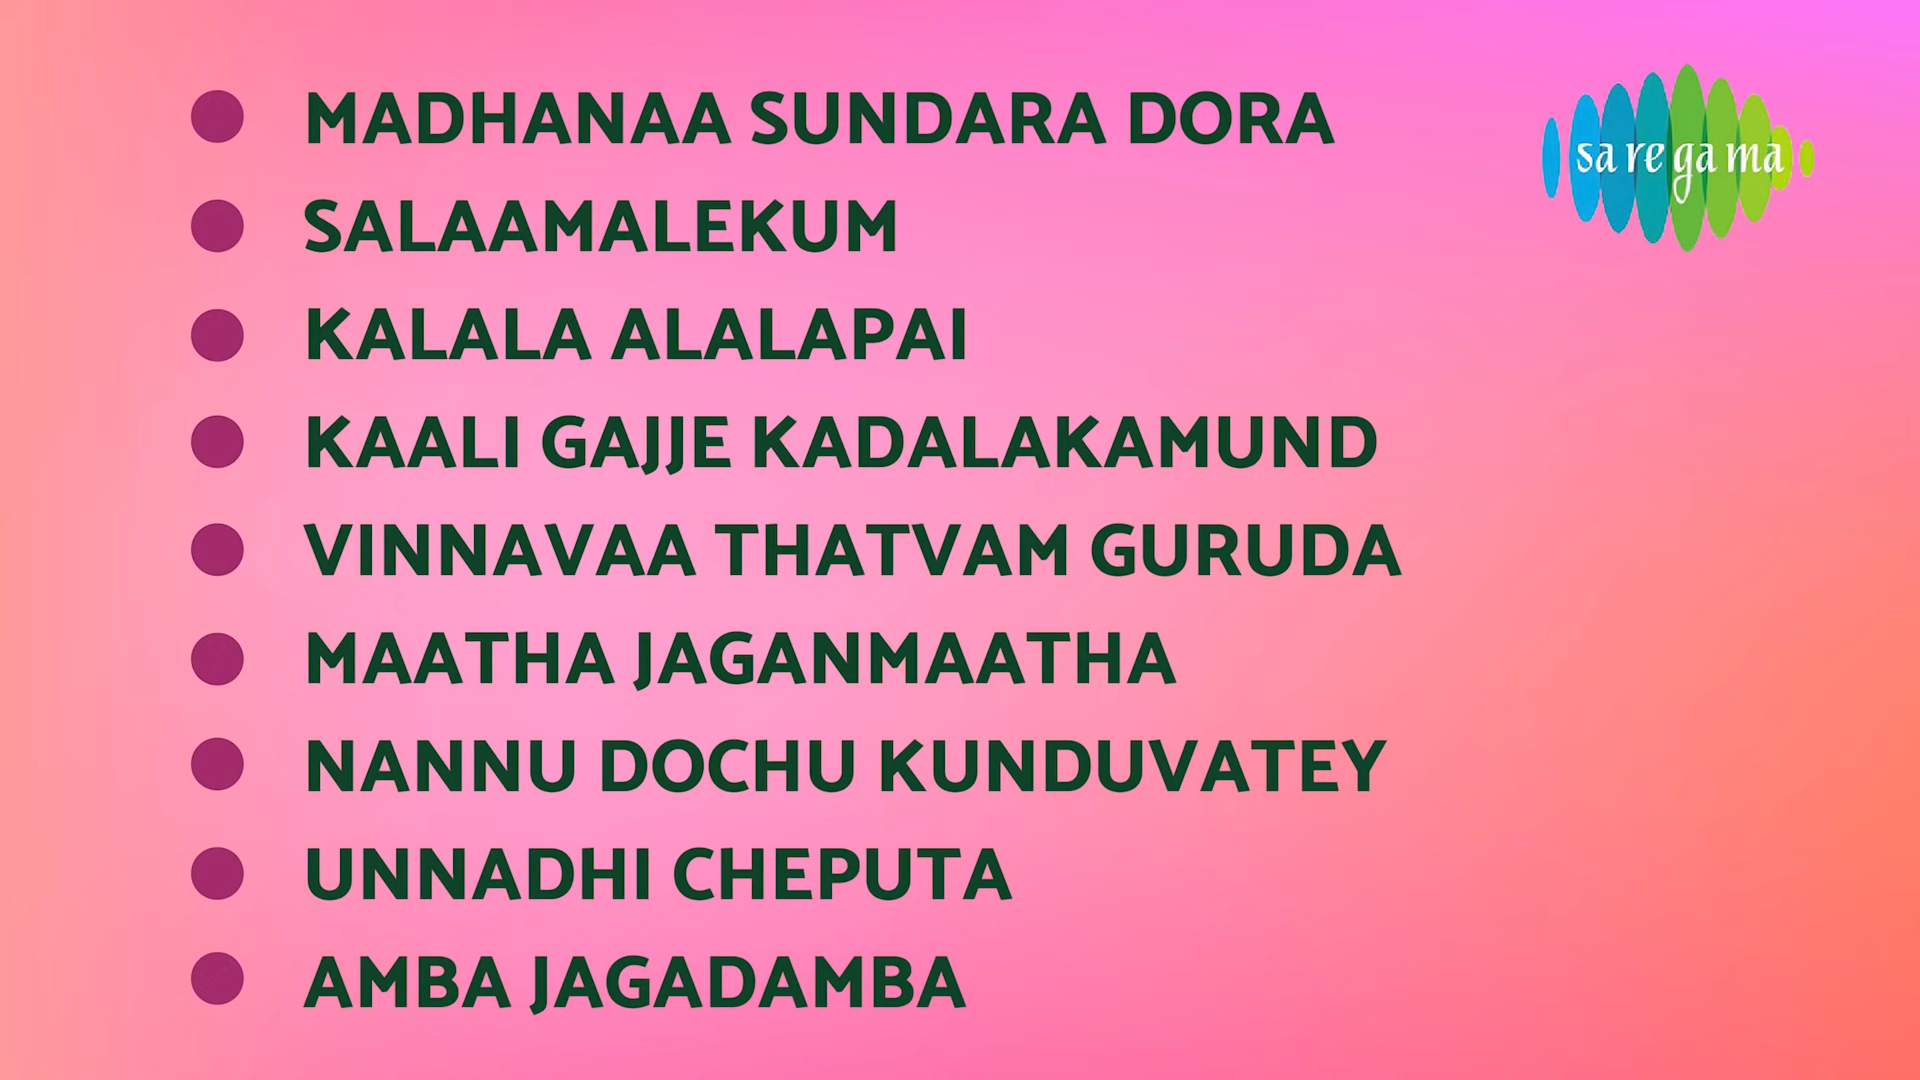 MADHANAA SUNDARA DORA
sa re ga ma
SALAAMALEKUM
KALALA ALALAPAI
KAALI GAJJE KADALAKAMUND
VINNAVAA THATVAM GURUDA
MAATHA JAGANMAATHA
NANNU DOCHU KUNDUVATEY
UNNADHI CHEPUTA
AMBA JAGADAMBA